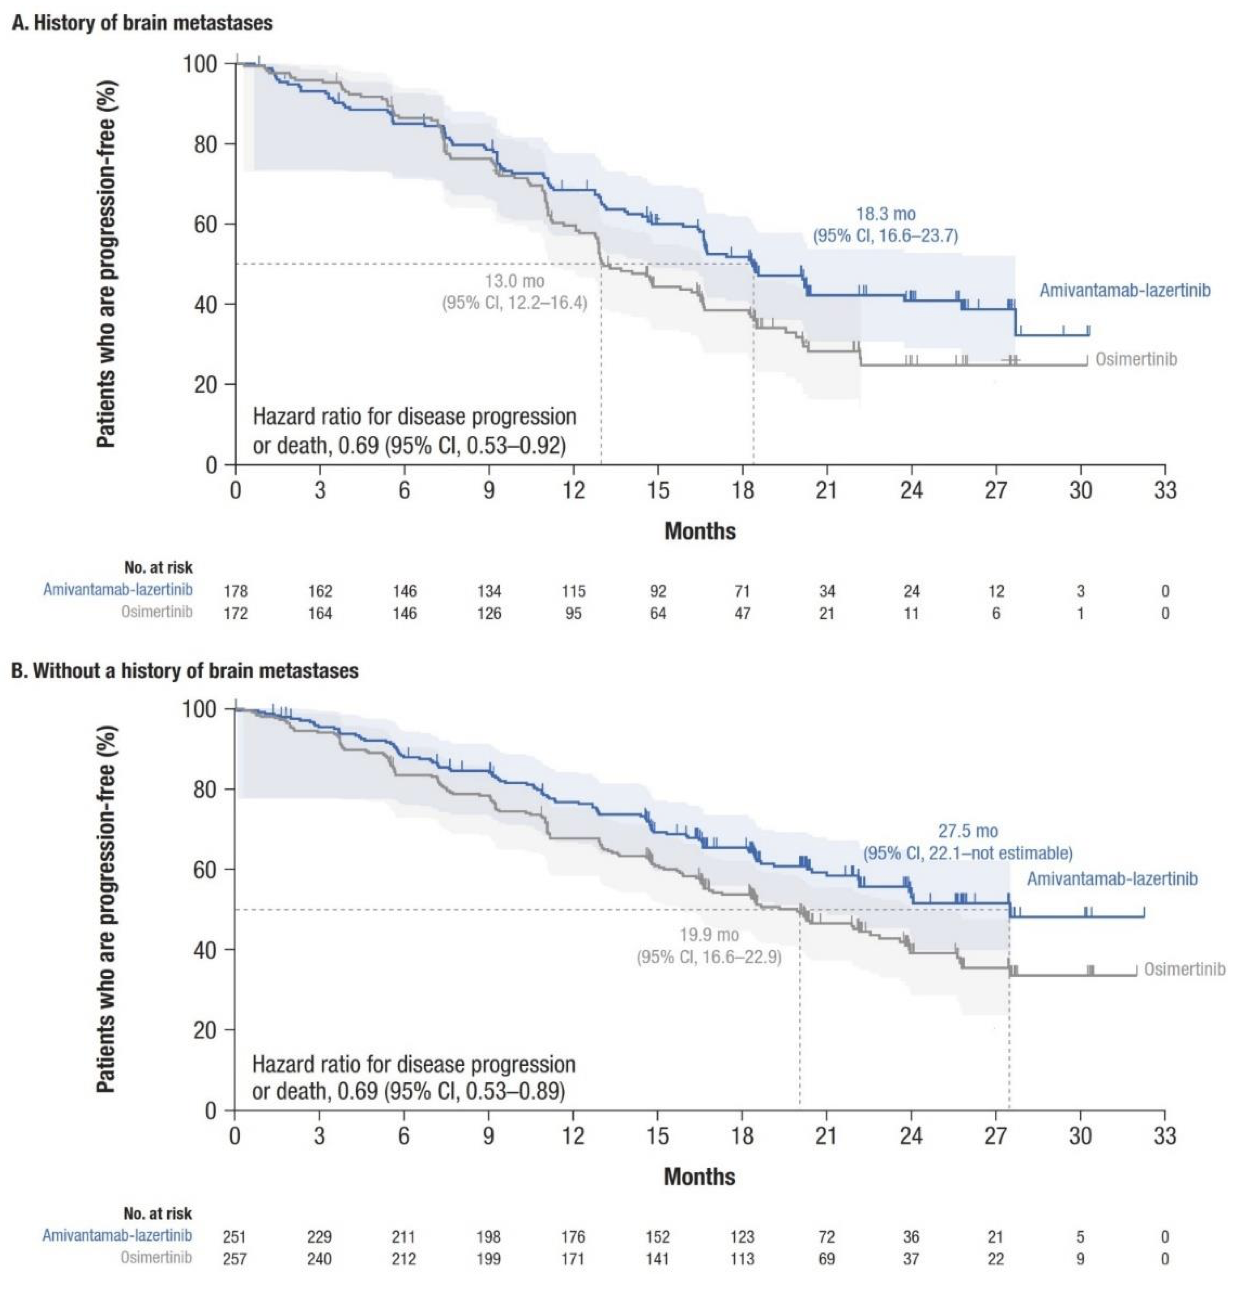 A. History of brain metastases
Patients who are progression-free (%)
100
80
60
40
20
0
18.3 mo
(95% CI, 16.6–23.7)
13.0 mo
(95% CI, 12.2–16.4)
Amivantamab-lazertinib
Osimertinib
Hazard ratio for disease progression
or death, 0.69 (95% CI, 0.53–0.92)
0 3 6 9 12 15 18 21 24 27 30 33
Months
No. at risk
Amivantamab-lazertinib 178 162 146 134 115 92 71 34 24 12 3 0
Osimertinib 172 164 146 126 95 64 47 21 11 6 1 0
B. Without a history of brain metastases
Patients who are progression-free (%)
100
80
60
40
20
0
27.5 mo
(95% CI, 22.1–not estimable)
Amivantamab-lazertinib
19.9 mo
(95% CI, 16.6–22.9)
Osimertinib
Hazard ratio for disease progression
or death, 0.69 (95% CI, 0.53–0.89)
0 3 6 9 12 15 18 21 24 27 30 33
Months
No. at risk
Amivantamab-lazertinib 251 229 211 198 176 152 123 72 36 21 5 0
Osimertinib 257 240 212 199 171 141 113 69 37 22 9 0